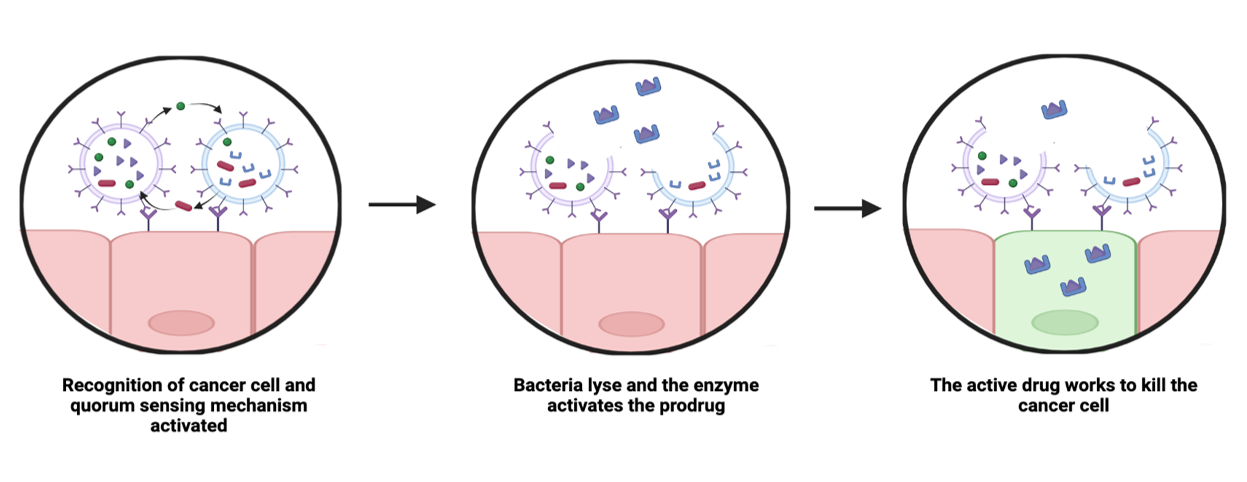 Recognition of cancer cell and
quorum sensing mechanism
activated
Bacteria lyse and the enzyme
activates the prodrug
The active drug works to kill the
cancer cell